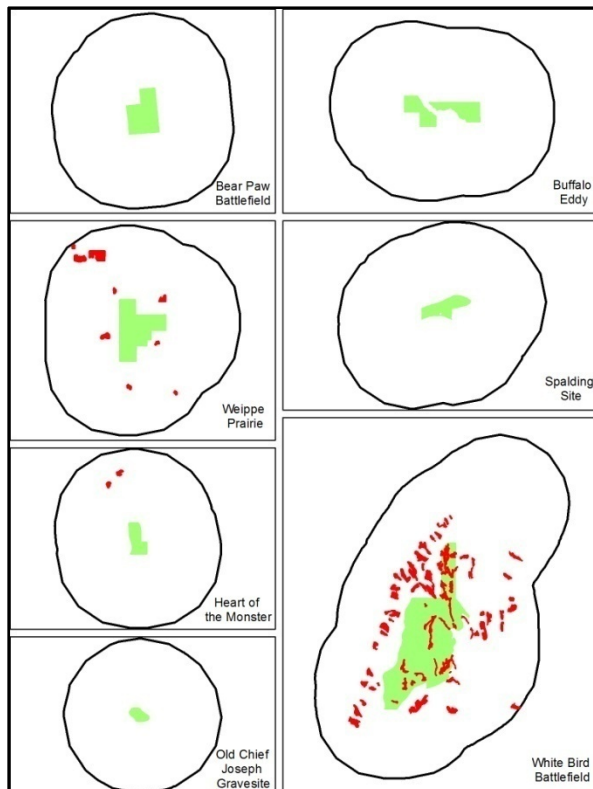 Bear Paw
Battlefield
Buffalo
Eddy
Weippe
Prairie
Spalding
Site
Heart of
the Monster
Old Chief
Joseph
Gravesite
White Bird
Battlefield